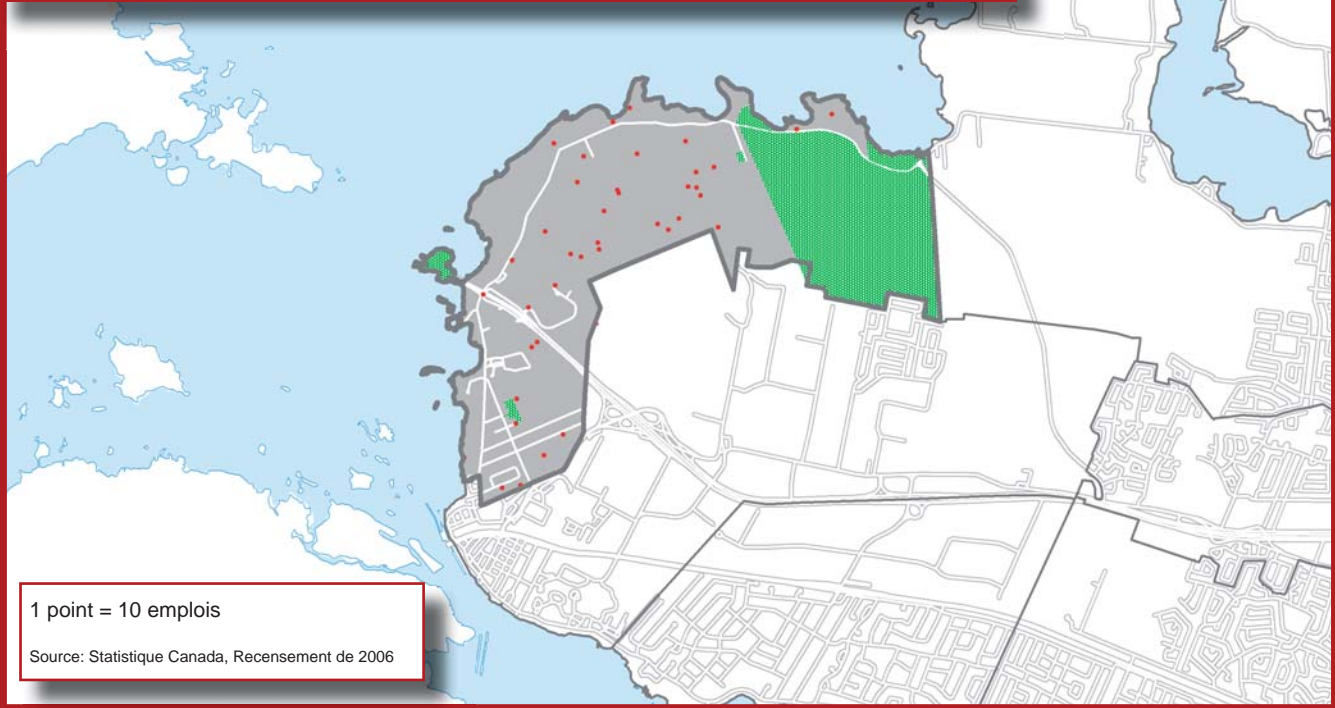 1 point = 10 emplois
Source: Statistique Canada, Recensement de 2006